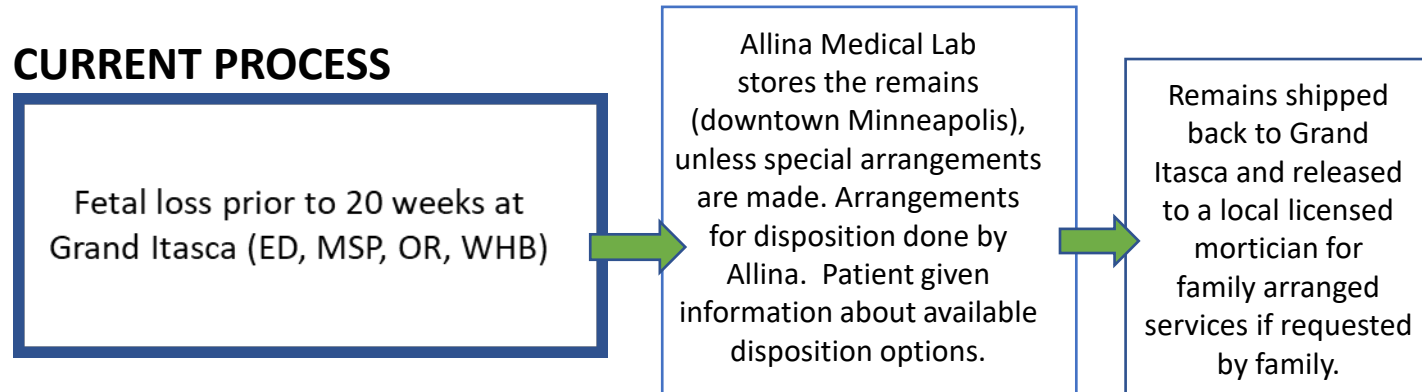 CURRENT PROCESS
Fetal loss prior to 20 weeks at
Grand Itasca (ED, MSP, OR, WHB)
Allina Medical Lab
stores the remains
(downtown Minneapolis),
unless special arrangements
are made. Arrangements
for disposition done by
Allina.  Patient given
information about available
disposition options.
Remains shipped
back to Grand
Itasca and released
to a local licensed
mortician for
family arranged
services if requested
by family.